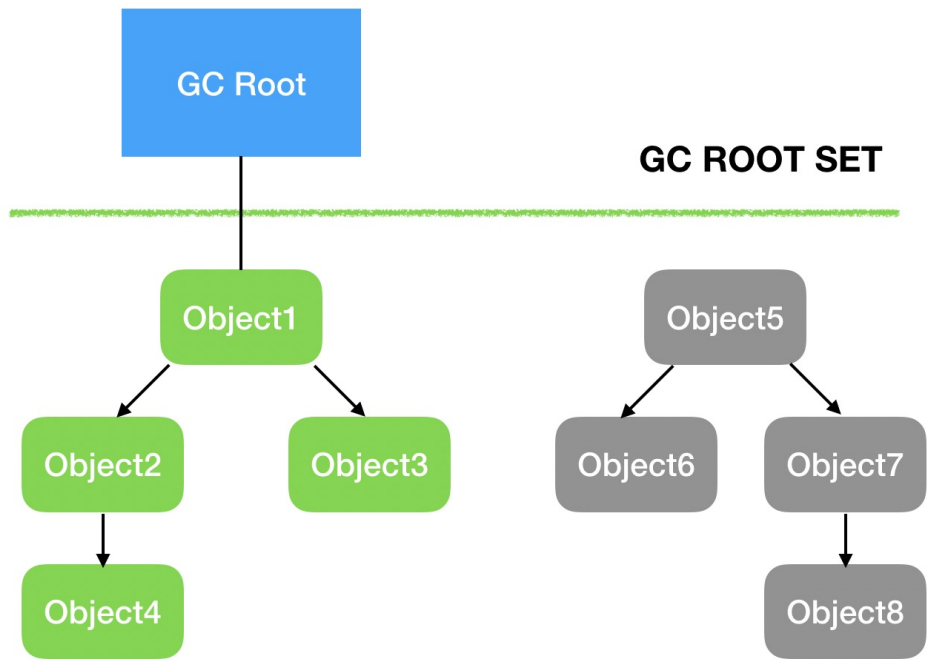 GC Root
GC ROOT SET
Object1
Object5
Object2
Object3
Object6
Object7
Object4
Object8